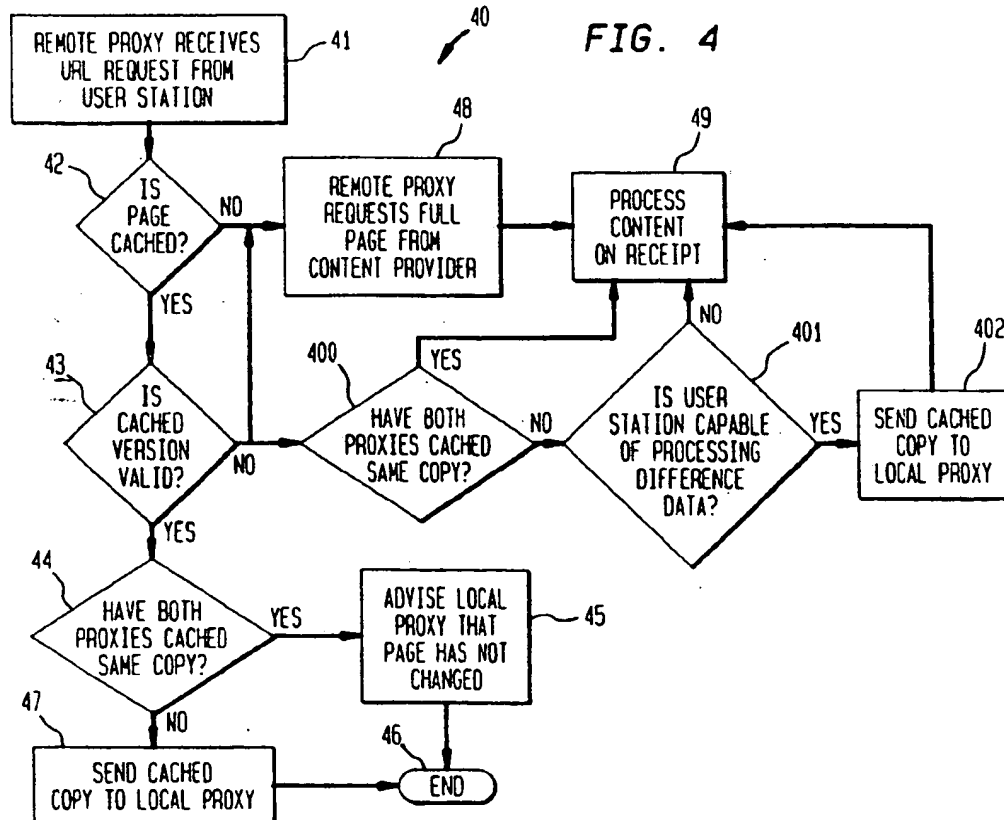 40
FIG. 4
41
REMOTE PROXY RECEIVES
URL REQUEST FROM
USER STATION
42
IS
PAGE
CACHED?
NO
YES
48
REMOTE PROXY
REQUESTS FULL
PAGE FROM
CONTENT PROVIDER
49
PROCESS
CONTENT
ON RECEIPT
43
IS
CACHED
VERSION
VALID?
NO
YES
400
HAVE BOTH
PROXIES CACHED
SAME COPY?
YES
NO
401
IS USER
STATION CAPABLE
OF PROCESSING
DIFFERENCE
DATA?
NO
YES
402
SEND CACHED
COPY TO
LOCAL PROXY
44
HAVE BOTH
PROXIES CACHED
SAME COPY?
YES
NO
45
ADVISE LOCAL
PROXY THAT
PAGE HAS NOT
CHANGED
47
SEND CACHED
COPY TO LOCAL PROXY
46
END